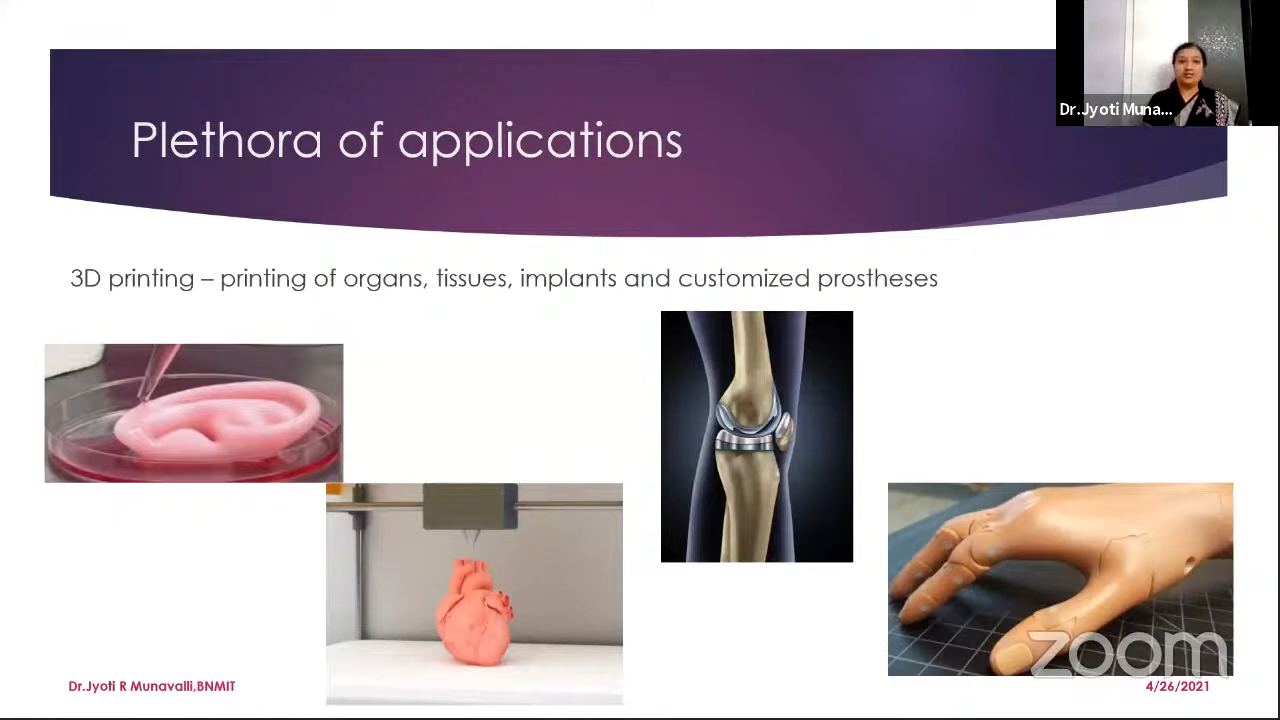 Dr.Jyoti Muna...
Plethora of applications
3D printing – printing of organs, tissues, implants and customized prostheses
zoom
Dr.Jyoti R Munavalli,BNMIT
4/26/2021